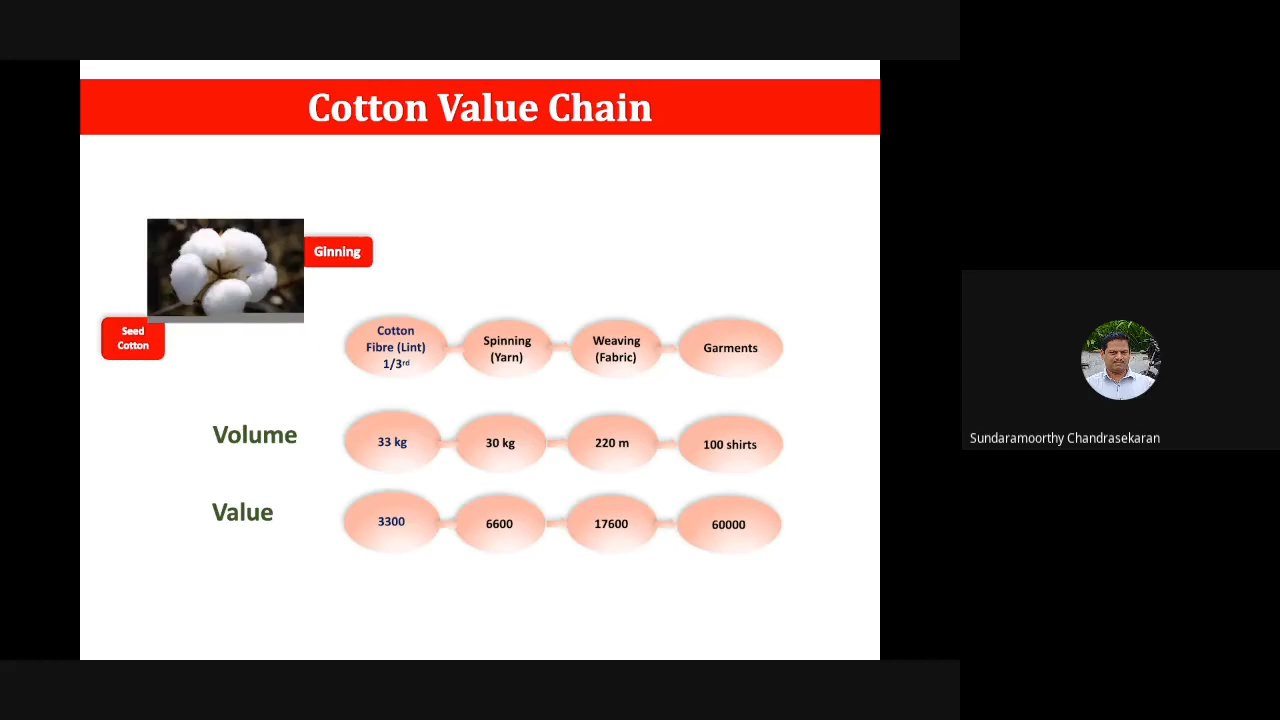 Cotton Value Chain
Ginning
Seed
Cotton
Cotton
Fibre (Lint)
1/3rd
Spinning
(Yarn)
Weaving
(Fabric)
Garments
Volume
33 kg
30 kg
220 m
100 shirts
Value
3300
6600
17600
60000
Sundaramoorthy Chandrasekaran